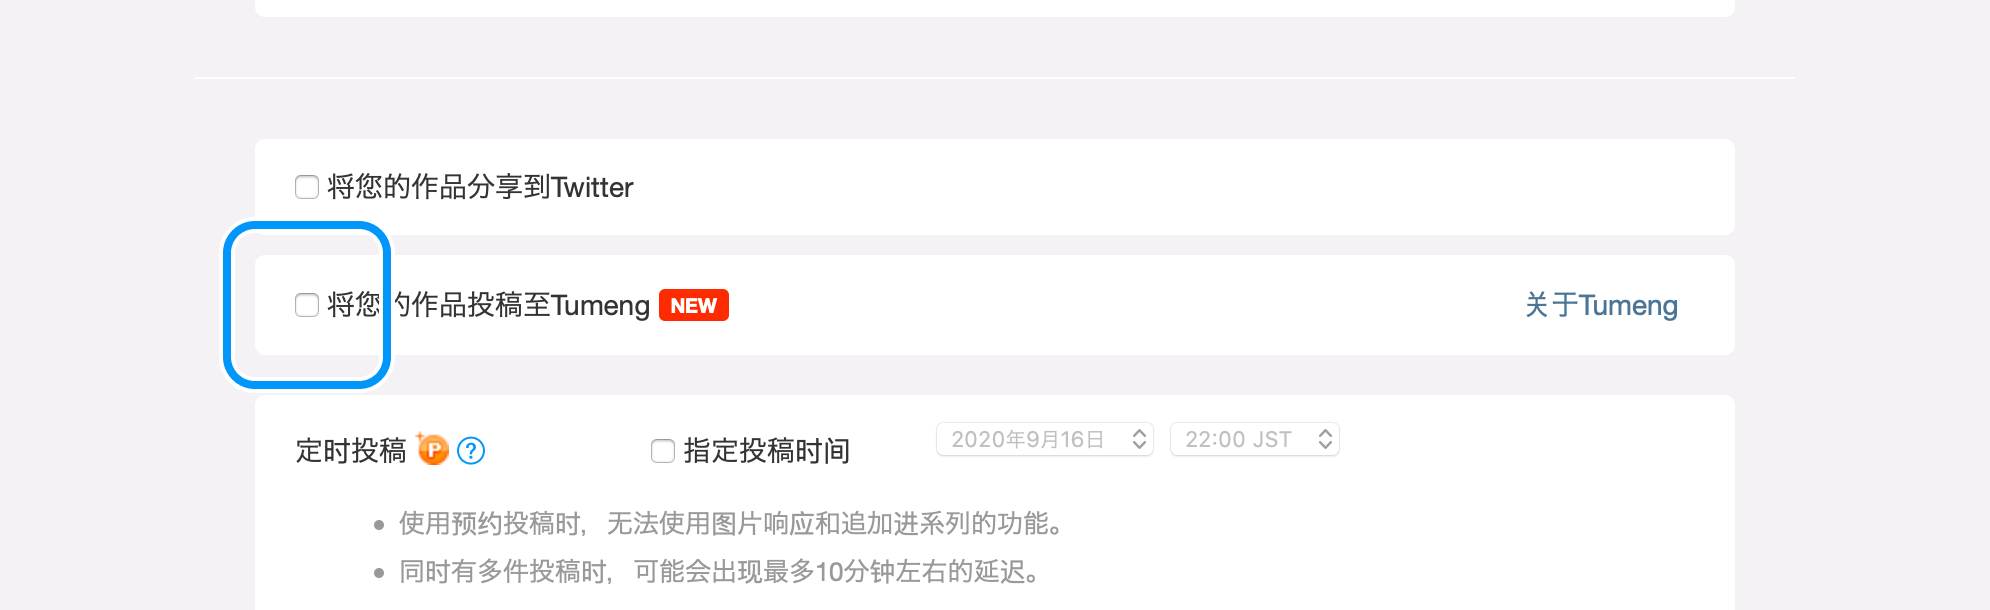 将您的作品分享到Twitter
将您的作品投稿至Tumeng NEW 关于Tumeng
定时投稿 P ? 指定投稿时间 2020年9月16日 22:00 JST
• 使用预约投稿时，无法使用图片响应和追加进系列的功能。
• 同时有多件投稿时，可能会出现最多10分钟左右的延迟。